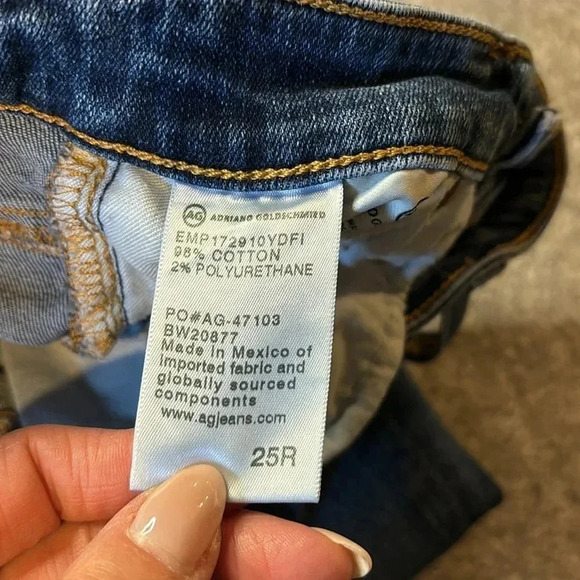 AG ADRIANO GOLDSCHMIED
EMP172910YDFI
98% COTTON
2% POLYURETHANE
PO#AG-47103
BW20877
Made in Mexico of
imported fabric and
globally sourced
components
www.agjeans.com
25R